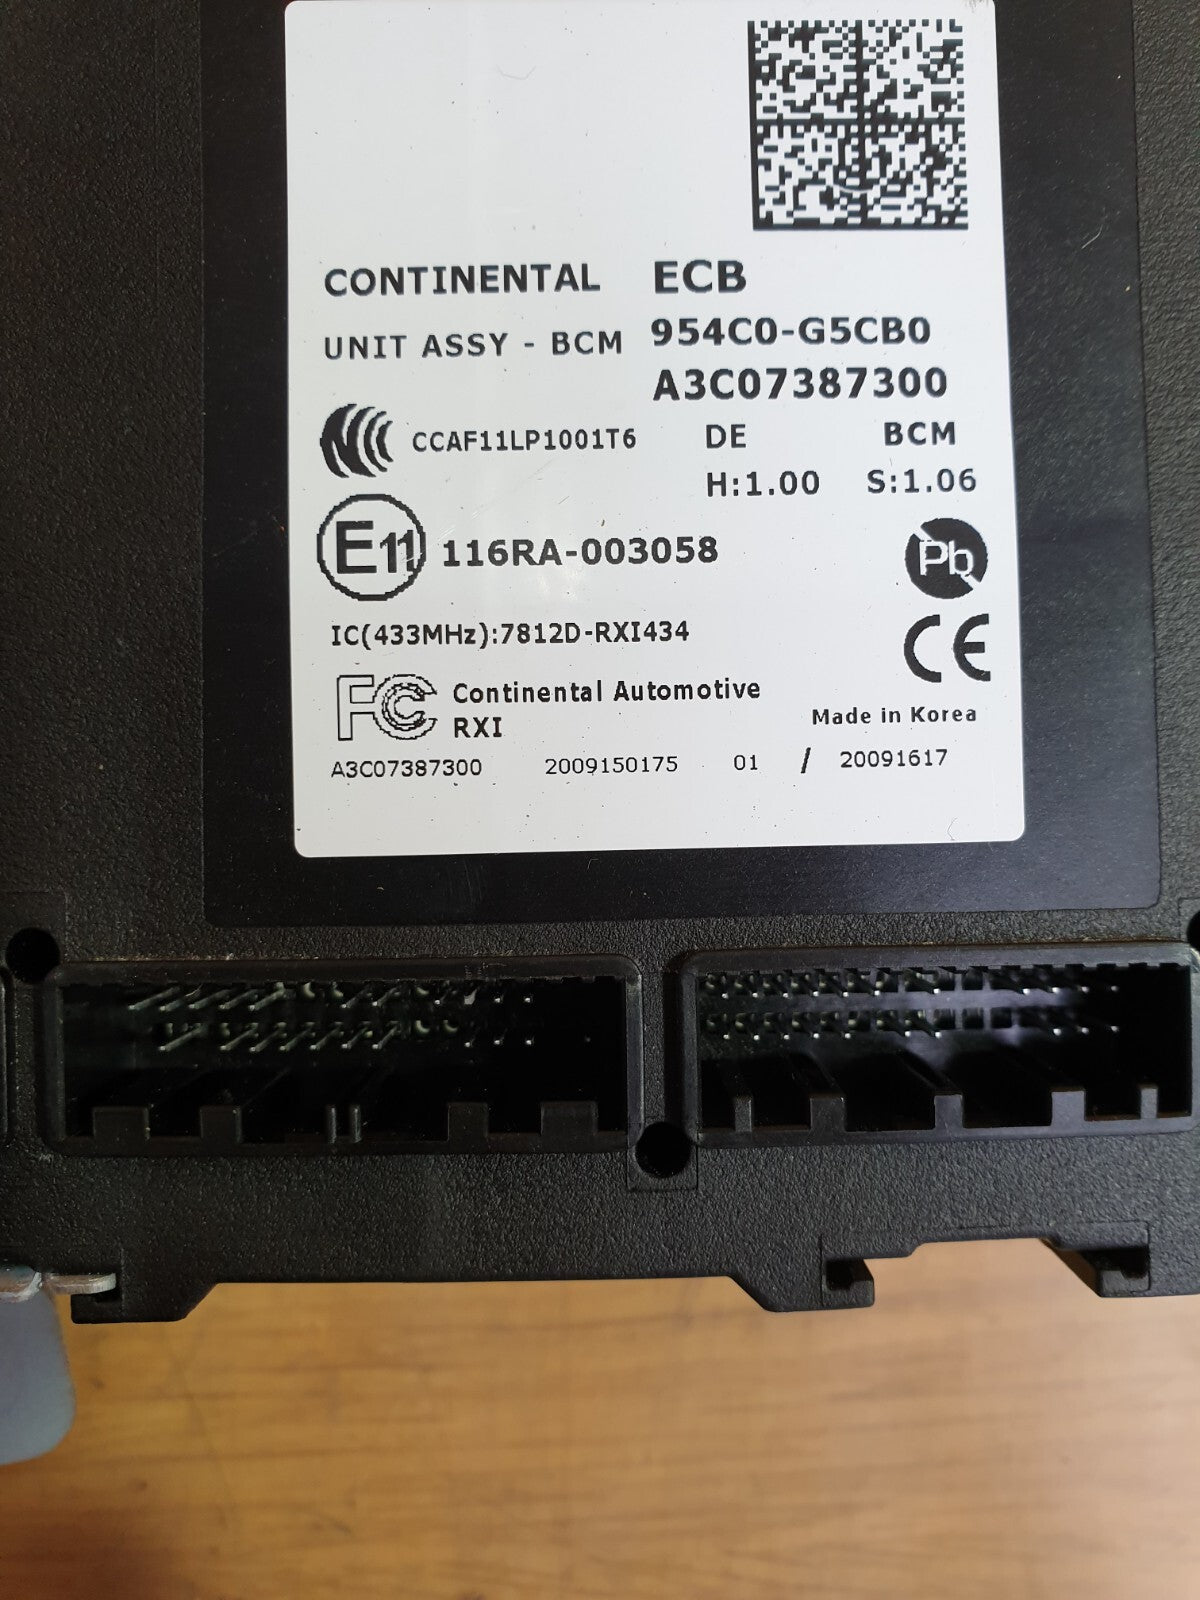 CONTINENTAL ECB
UNIT ASSY - BCM 954C0-G5CB0
A3C07387300
CCAF11LP1001T6 DE BCM
H:1.00 S:1.06
E11 116RA-003058
Pb
IC(433MHz):7812D-RXI434
CE
FC Continental Automotive
RXI
Made in Korea
A3C07387300 2009150175 01 / 20091617